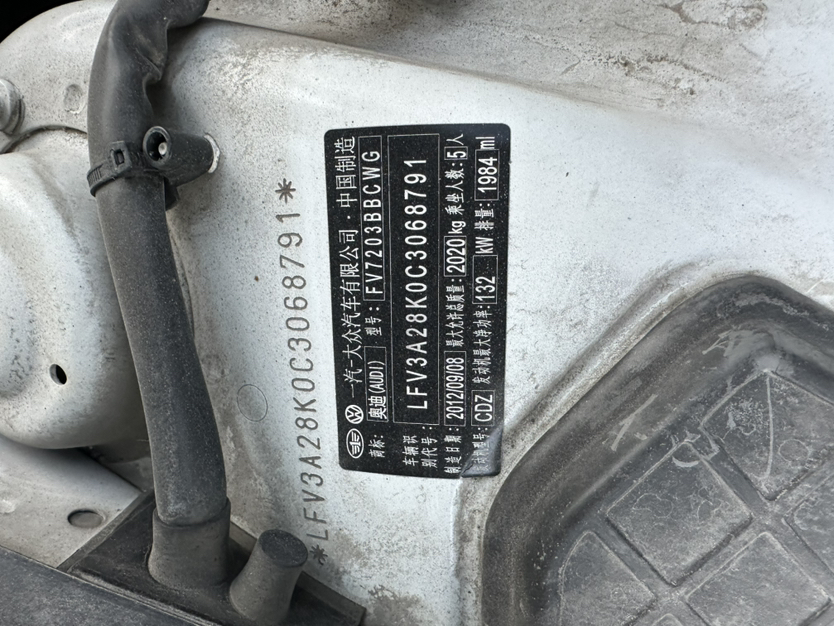 一汽-大众汽车有限公司·中国制造
商标: 奥迪(AUDI) 型号: FV7203BBCWG
车辆识别代号: LFV3A28K0C3068791
制造日期: 2012/09/08 最大允许总质量: 2020 kg 乘坐人数: 5 人
发动机型号: CDZ 发动机最大净功率: 132 kW 排量: 1984 ml
*LFV3A28K0C3068791*